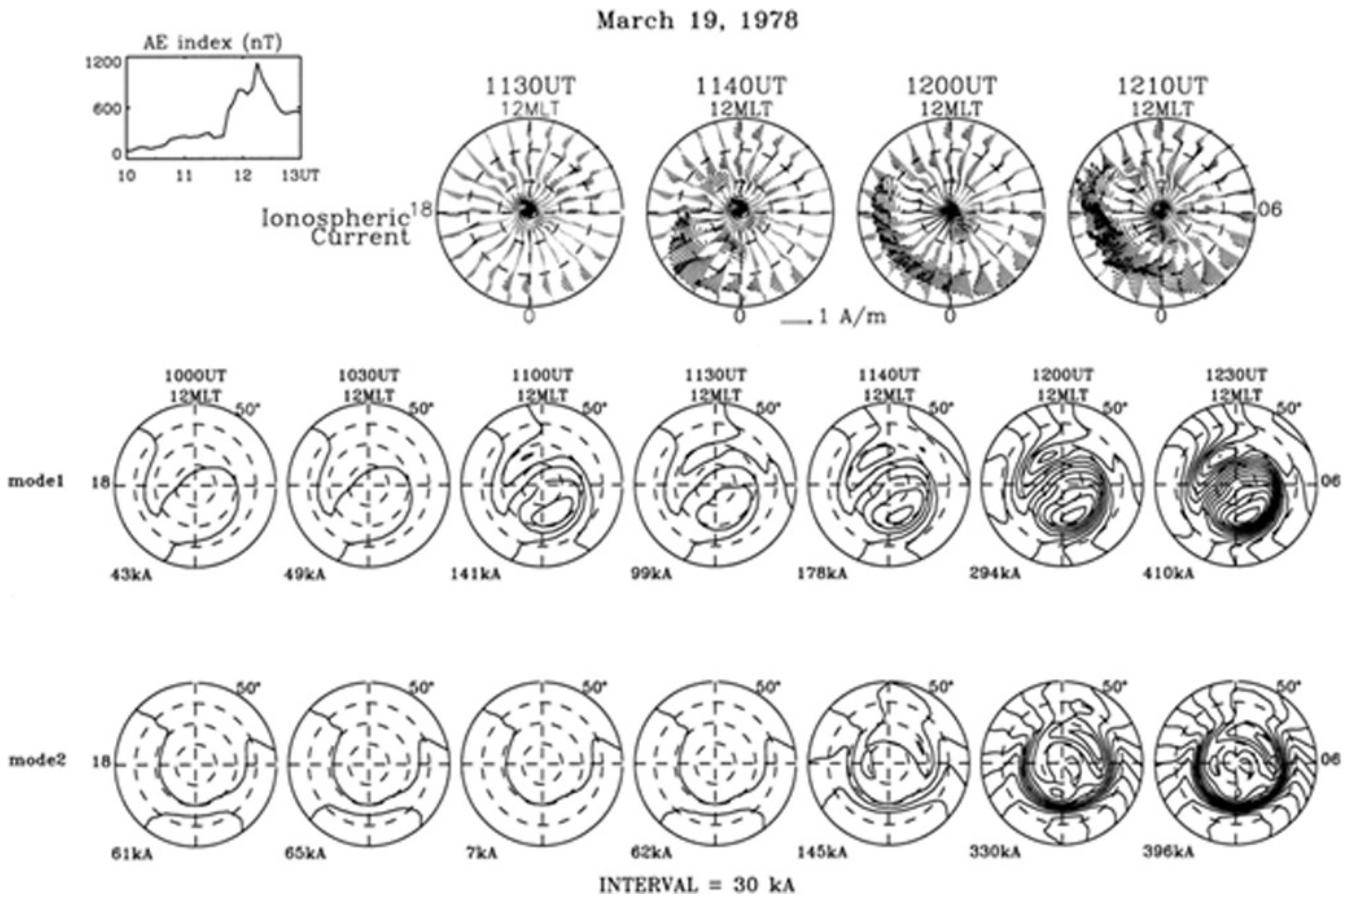 March 19, 1978
AE index (nT)
1200
600
0
10 11 12 13UT
1130UT 1140UT 1200UT 1210UT
12MLT 12MLT 12MLT 12MLT
Ionospheric
Current
18 06
0 0 0 0
1 A/m
1000UT 1030UT 1100UT 1130UT 1140UT 1200UT 1230UT
12MLT 12MLT 12MLT 12MLT 12MLT 12MLT 12MLT
50° 50° 50° 50° 50° 50° 50°
mode1 18 06
43kA 49kA 141kA 99kA 178kA 294kA 410kA
50° 50° 50° 50° 50° 50° 50°
mode2 18 06
61kA 65kA 7kA 62kA 145kA 330kA 396kA
INTERVAL = 30 kA